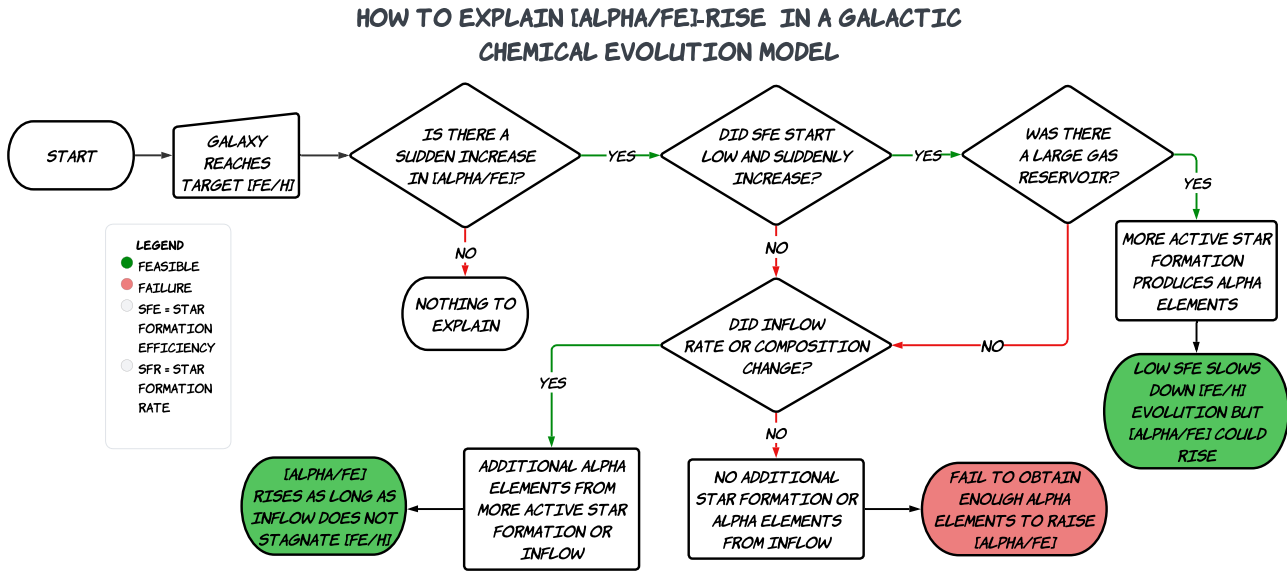 HOW TO EXPLAIN [ALPHA/FE]-RISE IN A GALACTIC
CHEMICAL EVOLUTION MODEL
START
GALAXY
REACHES
TARGET [FE/H]
IS THERE A
SUDDEN INCREASE
IN [ALPHA/FE]?
YES
DID SFE START
LOW AND SUDDENLY
INCREASE?
YES
WAS THERE
A LARGE GAS
RESERVOIR?
YES
NO
NOTHING TO
EXPLAIN
NO
NO
MORE ACTIVE STAR
FORMATION
PRODUCES ALPHA
ELEMENTS
LOW SFE SLOWS
DOWN [FE/H]
EVOLUTION BUT
[ALPHA/FE] COULD
RISE
LEGEND
FEASIBLE
FAILURE
SFE = STAR
FORMATION
EFFICIENCY
SFR = STAR
FORMATION
RATE
DID INFLOW
RATE OR COMPOSITION
CHANGE?
YES
NO
[ALPHA/FE]
RISES AS LONG AS
INFLOW DOES NOT
STAGNATE [FE/H]
ADDITIONAL ALPHA
ELEMENTS FROM
MORE ACTIVE STAR
FORMATION OR
INFLOW
NO ADDITIONAL
STAR FORMATION OR
ALPHA ELEMENTS
FROM INFLOW
FAIL TO OBTAIN
ENOUGH ALPHA
ELEMENTS TO RAISE
[ALPHA/FE]